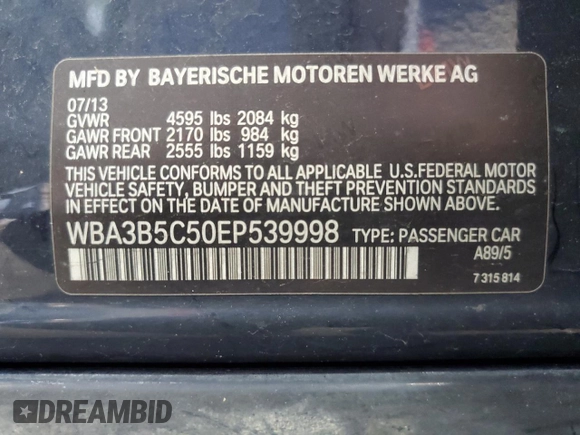 MFD BY BAYERISCHE MOTOREN WERKE AG
07/13
GVWR 4595 lbs 2084 kg
GAWR FRONT 2170 lbs 984 kg
GAWR REAR 2555 lbs 1159 kg
THIS VEHICLE CONFORMS TO ALL APPLICABLE U.S.FEDERAL MOTOR
VEHICLE SAFETY, BUMPER AND THEFT PREVENTION STANDARDS
IN EFFECT ON THE DATE OF MANUFACTURE SHOWN ABOVE.
WBA3B5C50EP539998 TYPE: PASSENGER CAR
A89/5
7 315 814
DREAMBID